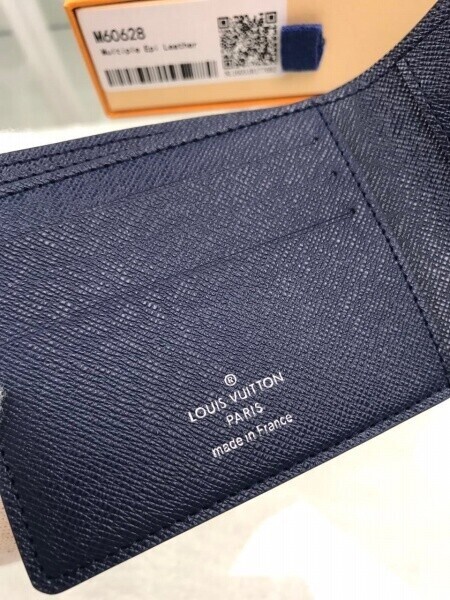 M60628
Multiple Epi Leather
®
LOUIS VUITTON
PARIS
made in France